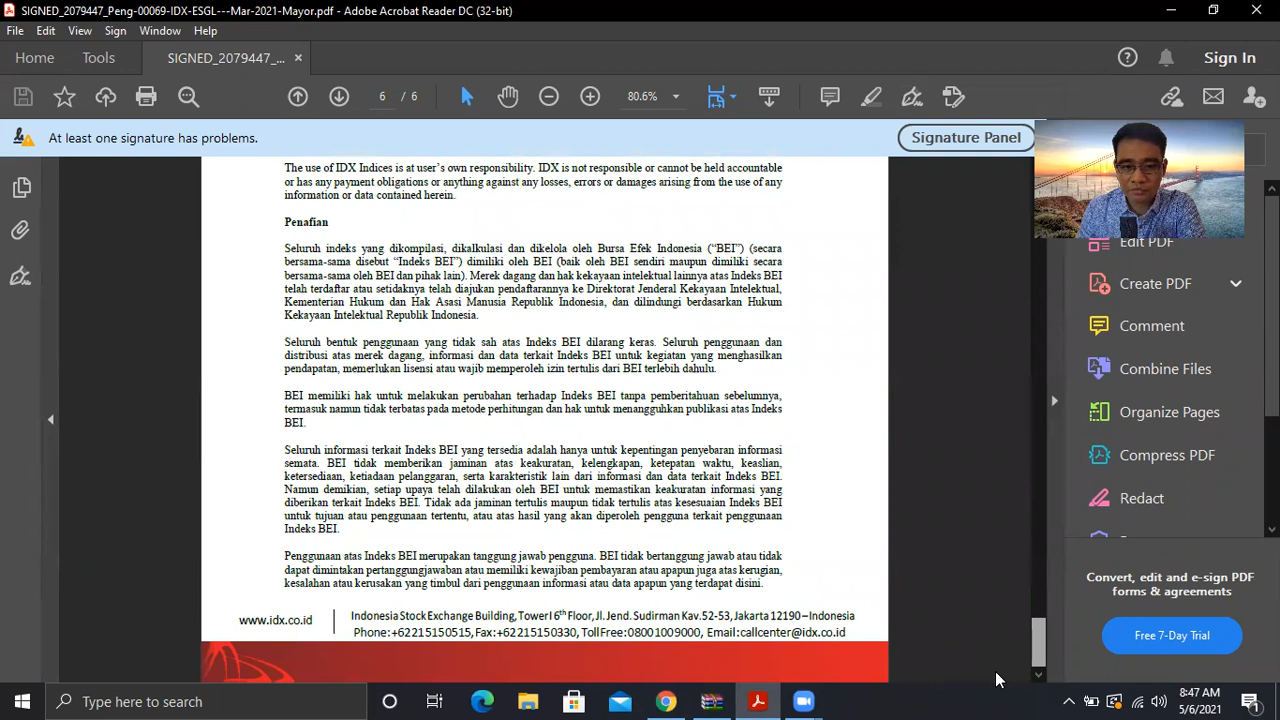 SIGNED_2079447_Peng-00069-IDX-ESGL---Mar-2021-Mayor.pdf - Adobe Acrobat Reader DC (32-bit)
File Edit View Sign Window Help
Home Tools SIGNED_2079447_... × Sign In
6 / 6 80.6%
At least one signature has problems. Signature Panel
The use of IDX Indices is at user's own responsibility. IDX is not responsible or cannot be held accountable
or has any payment obligations or anything against any losses, errors or damages arising from the use of any
information or data contained herein.
Penafian
Seluruh indeks yang dikompilasi, dikalkulasi dan dikelola oleh Bursa Efek Indonesia ("BEI") (secara
bersama-sama disebut "Indeks BEI") dimiliki oleh BEI (baik oleh BEI sendiri maupun dimiliki secara
bersama-sama oleh BEI dan pihak lain). Merek dagang dan hak kekayaan intelektual lainnya atas Indeks BEI
telah terdaftar atau setidaknya telah diajukan pendaftarannya ke Direktorat Jenderal Kekayaan Intelektual,
Kementerian Hukum dan Hak Asasi Manusia Republik Indonesia, dan dilindungi berdasarkan Hukum
Kekayaan Intelektual Republik Indonesia.
Seluruh bentuk penggunaan yang tidak sah atas Indeks BEI dilarang keras. Seluruh penggunaan dan
distribusi atas merek dagang, informasi dan data terkait Indeks BEI untuk kegiatan yang menghasilkan
pendapatan, memerlukan lisensi atau wajib memperoleh izin tertulis dari BEI terlebih dahulu.
BEI memiliki hak untuk melakukan perubahan terhadap Indeks BEI tanpa pemberitahuan sebelumnya,
termasuk namun tidak terbatas pada metode perhitungan dan hak untuk menangguhkan publikasi atas Indeks
BEI.
Seluruh informasi terkait Indeks BEI yang tersedia adalah hanya untuk kepentingan penyebaran informasi
semata. BEI tidak memberikan jaminan atas keakuratan, kelengkapan, ketepatan waktu, keaslian,
ketersediaan, ketiadaan pelanggaran, serta karakteristik lain dari informasi dan data terkait Indeks BEI.
Namun demikian, setiap upaya telah dilakukan oleh BEI untuk memastikan keakuratan informasi yang
diberikan terkait Indeks BEI. Tidak ada jaminan tertulis maupun tidak tertulis atas kesesuaian Indeks BEI
untuk tujuan atau penggunaan tertentu, atau atas hasil yang akan diperoleh pengguna terkait penggunaan
Indeks BEI.
Penggunaan atas Indeks BEI merupakan tanggung jawab pengguna. BEI tidak bertanggung jawab atau tidak
dapat dimintakan pertanggungjawaban atau memiliki kewajiban pembayaran atau apapun juga atas kerugian,
kesalahan atau kerusakan yang timbul dari penggunaan informasi atau data apapun yang terdapat disini.
www.idx.co.id
Indonesia Stock Exchange Building, Tower I 6th Floor, Jl. Jend. Sudirman Kav. 52-53, Jakarta 12190 – Indonesia
Phone: +62215150515, Fax: +62215150330, Toll Free: 08001009000, Email: callcenter@idx.co.id
Edit PDF
Create PDF
Comment
Combine Files
Organize Pages
Compress PDF
Redact
Convert, edit and e-sign PDF
forms & agreements
Free 7-Day Trial
Type here to search
8:47 AM
5/6/2021
1